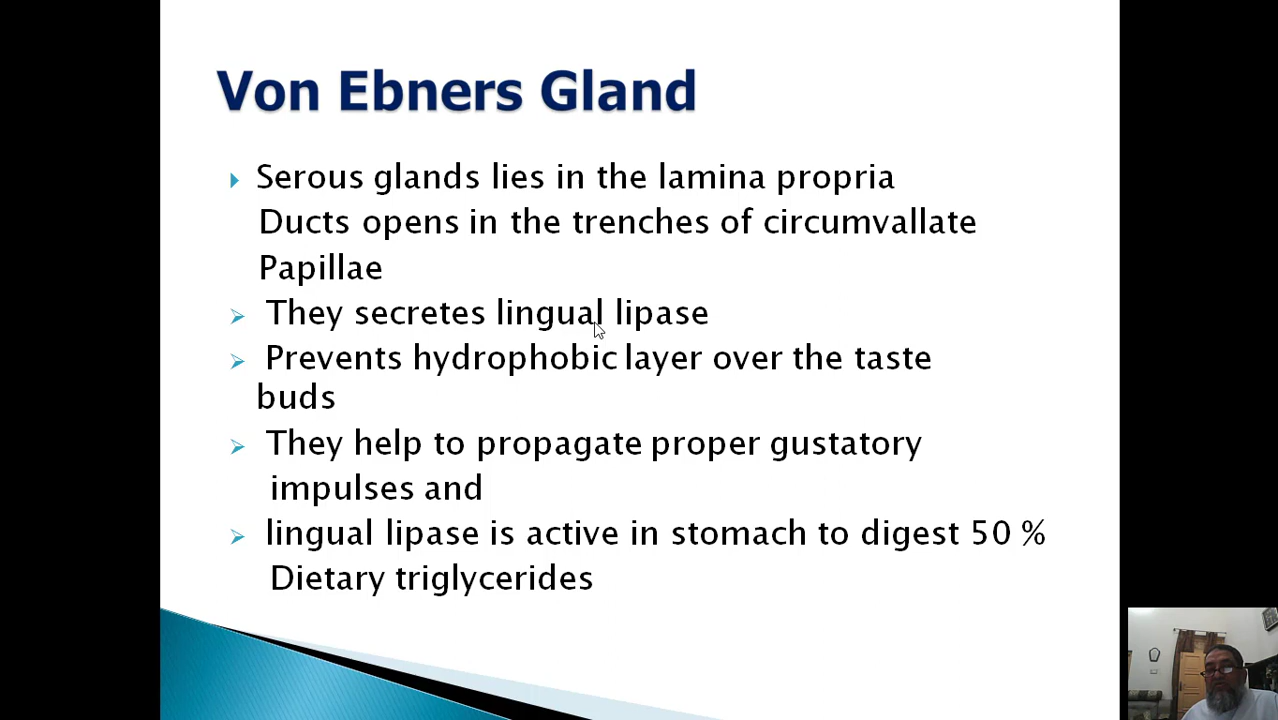 Von Ebners Gland
Serous glands lies in the lamina propria
Ducts opens in the trenches of circumvallate
Papillae
They secretes lingual lipase
Prevents hydrophobic layer over the taste
buds
They help to propagate proper gustatory
impulses and
lingual lipase is active in stomach to digest 50 %
Dietary triglycerides